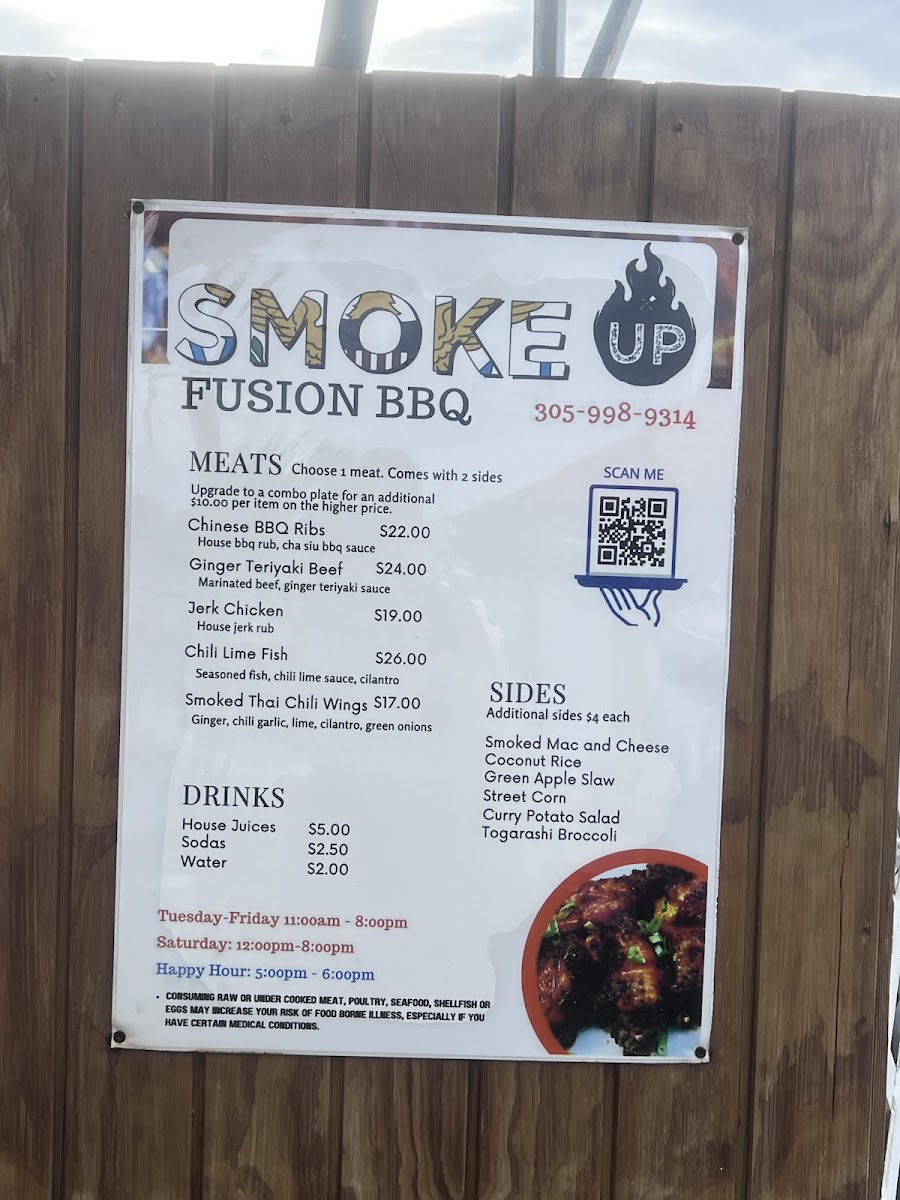 SMOKE UP
FUSION BBQ
305-998-9314
MEATS Choose 1 meat. Comes with 2 sides
Upgrade to a combo plate for an additional
$10.00 per item on the higher price.
Chinese BBQ Ribs $22.00
House bbq rub, cha siu bbq sauce
Ginger Teriyaki Beef $24.00
Marinated beef, ginger teriyaki sauce
Jerk Chicken $19.00
House jerk rub
Chili Lime Fish $26.00
Seasoned fish, chili lime sauce, cilantro
Smoked Thai Chili Wings $17.00
Ginger, chili garlic, lime, cilantro, green onions
SCAN ME
SIDES
Additional sides $4 each
Smoked Mac and Cheese
Coconut Rice
Green Apple Slaw
Street Corn
Curry Potato Salad
Togarashi Broccoli
DRINKS
House Juices $5.00
Sodas $2.50
Water $2.00
Tuesday-Friday 11:00am - 8:00pm
Saturday: 12:00pm-8:00pm
Happy Hour: 5:00pm - 6:00pm
• CONSUMING RAW OR UNDER COOKED MEAT, POULTRY, SEAFOOD, SHELLFISH OR
EGGS MAY INCREASE YOUR RISK OF FOOD BORNE ILLNESS, ESPECIALLY IF YOU
HAVE CERTAIN MEDICAL CONDITIONS.